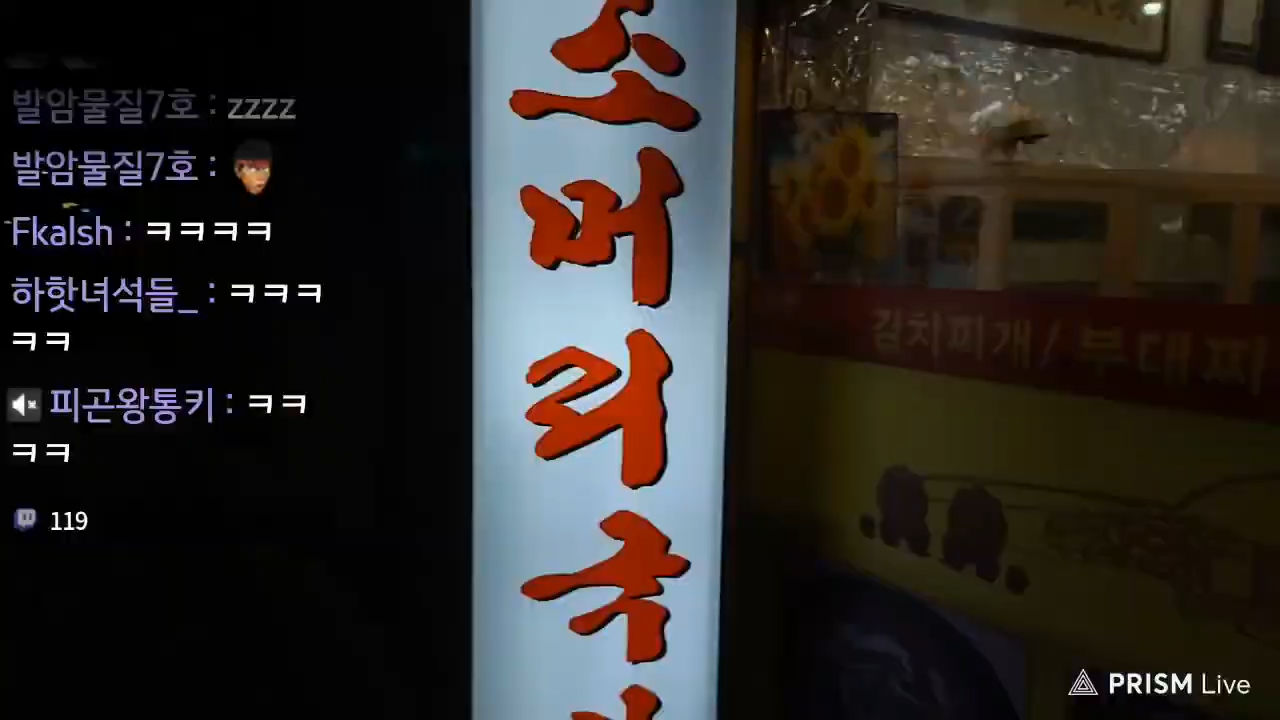 발암물질7호 : zzzz
발암물질7호 :
Fkalsh : ㅋㅋㅋㅋ
하핫녀석들_ : ㅋㅋㅋ
ㅋㅋ
피곤왕통키 : ㅋㅋ
ㅋㅋ
119
소머리국
김치찌개/부대찌
PRISM Live